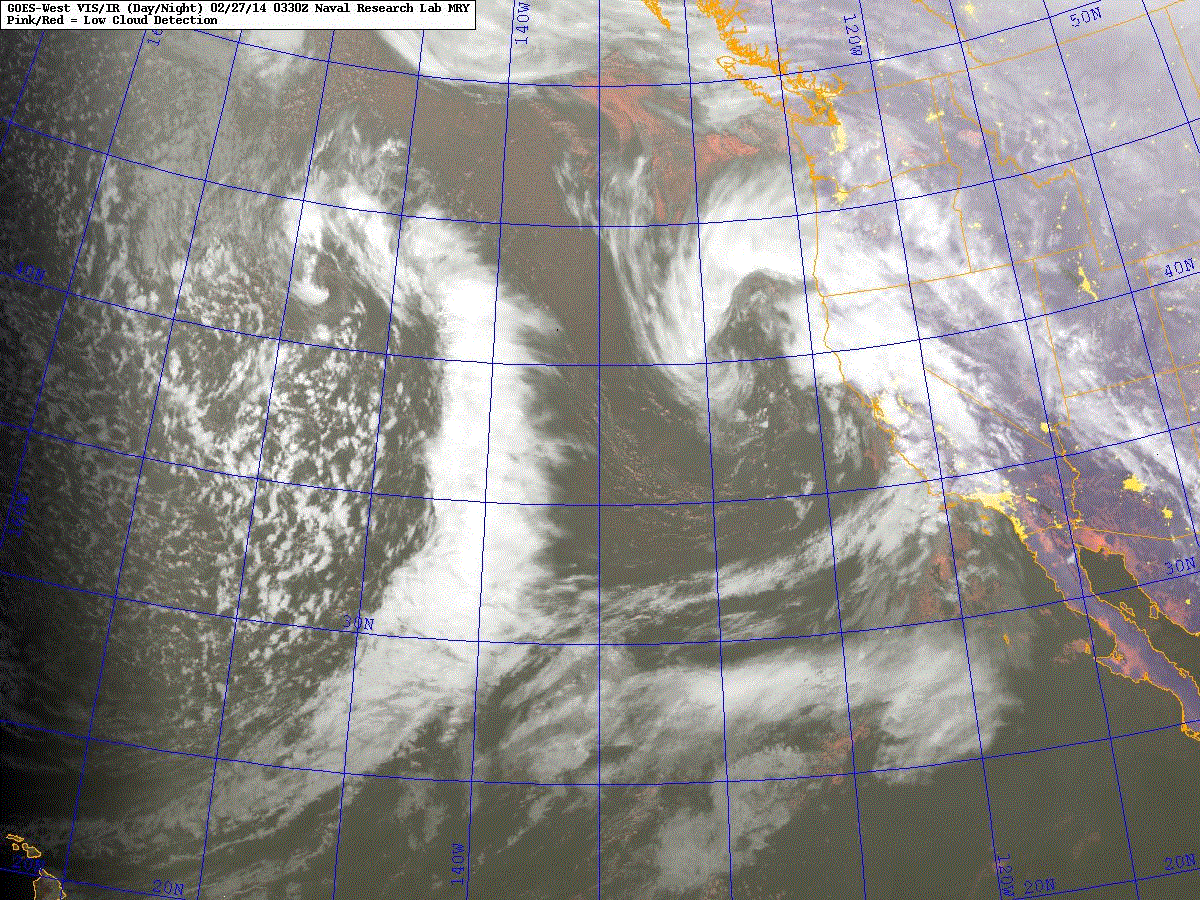 GOES-West VIS/IR (Day/Night) 02/27/14 0330Z Naval Research Lab MRY
Pink/Red = Low Cloud Detection
140W
120W
50N
40N
40N
30N
30N
140W
120W
20N
20N
20N